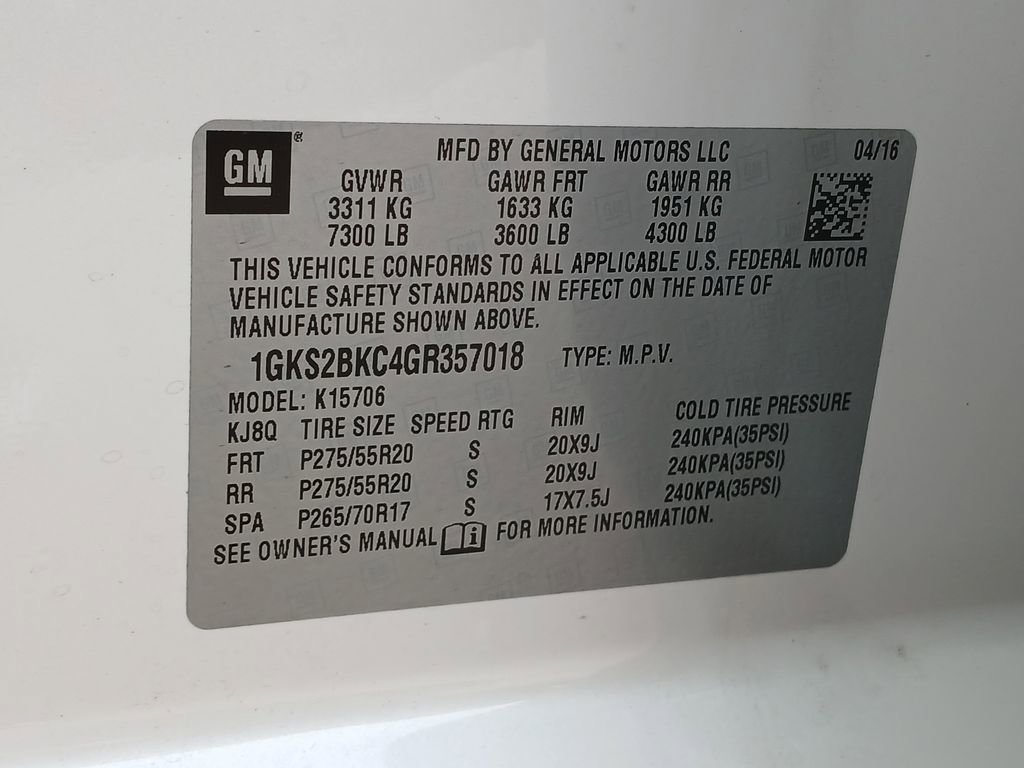 GM®
MFD BY GENERAL MOTORS LLC 04/16
GVWR GAWR FRT GAWR RR
3311 KG 1633 KG 1951 KG
7300 LB 3600 LB 4300 LB
THIS VEHICLE CONFORMS TO ALL APPLICABLE U.S. FEDERAL MOTOR
VEHICLE SAFETY STANDARDS IN EFFECT ON THE DATE OF
MANUFACTURE SHOWN ABOVE.
1GKS2BKC4GR357018 TYPE: M.P.V.
MODEL: K15706
KJ8Q TIRE SIZE SPEED RTG RIM COLD TIRE PRESSURE
FRT P275/55R20 S 20X9J 240KPA(35PSI)
RR P275/55R20 S 20X9J 240KPA(35PSI)
SPA P265/70R17 S 17X7.5J 240KPA(35PSI)
SEE OWNER'S MANUAL i FOR MORE INFORMATION.